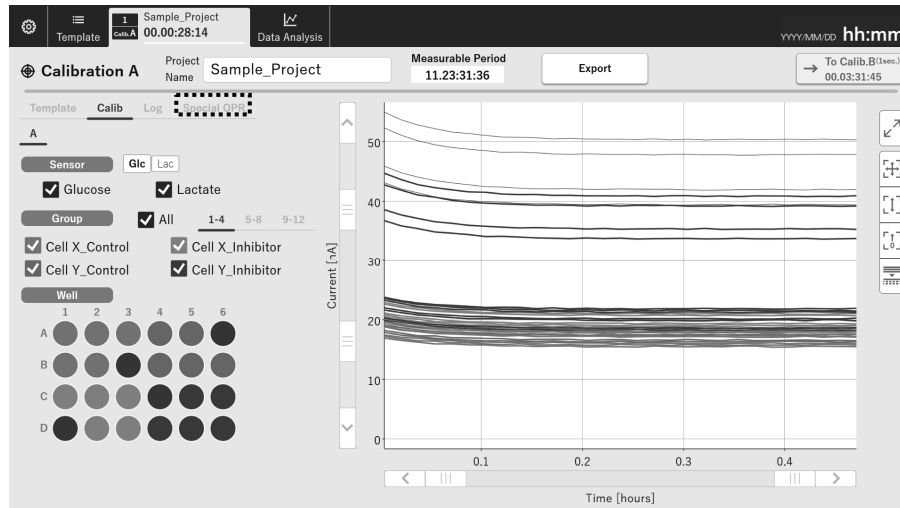 Template
1
Calib.A
Sample_Project
00.00:28:14
Data Analysis
YYYY/MM/DD hh:mm
Calibration A
Project Name
Sample_Project
Measurable Period
11.23:31:36
Export
To Calib.B(1sec.)
00.03:31:45
Template Calib Log Special OPR
A
Sensor Glc Lac
Glucose Lactate
Group All 1-4 5-8 9-12
Cell X_Control Cell X_Inhibitor
Cell Y_Control Cell Y_Inhibitor
Well
1 2 3 4 5 6
A
B
C
D
Current [nA]
50
40
30
20
10
0
0.1 0.2 0.3 0.4
Time [hours]